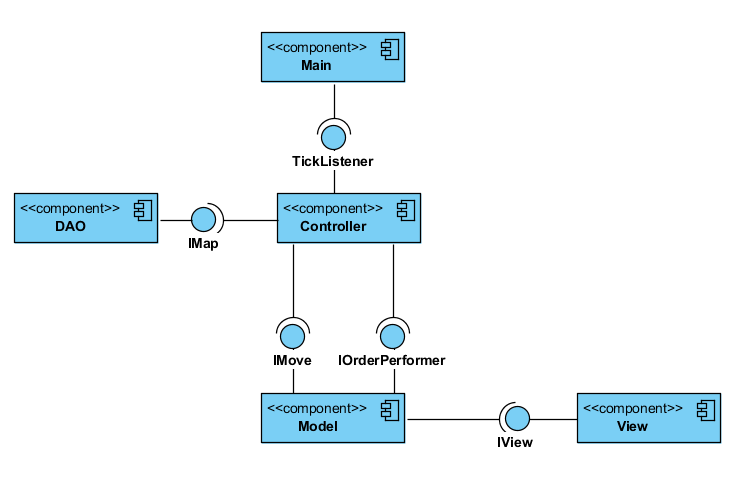 <<component>>
Main
TickListener
<<component>>
DAO
IMap
<<component>>
Controller
IMove
IOrderPerformer
<<component>>
Model
IView
<<component>>
View